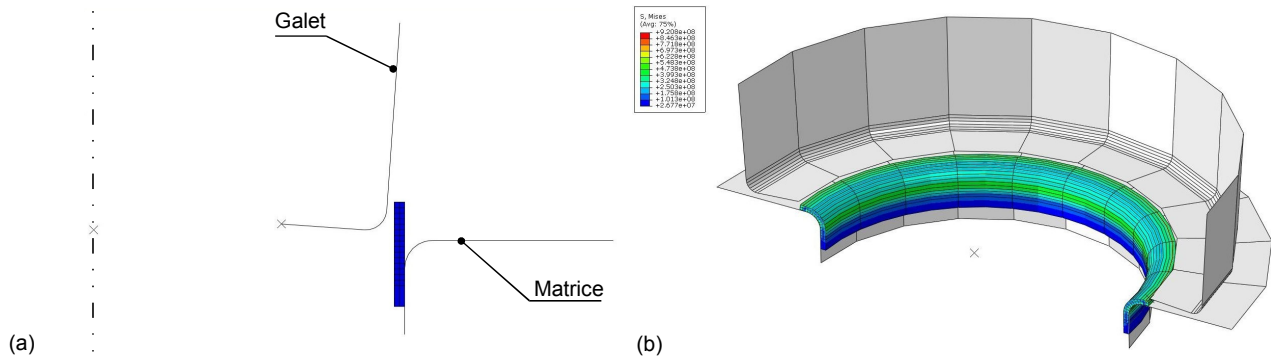 Galet
Matrice
(a)
S, Mises
(Avg: 75%)
+9.208e+08
+8.463e+08
+7.718e+08
+6.973e+08
+6.228e+08
+5.483e+08
+4.738e+08
+3.993e+08
+3.248e+08
+2.503e+08
+1.758e+08
+1.013e+08
+2.677e+07
(b)